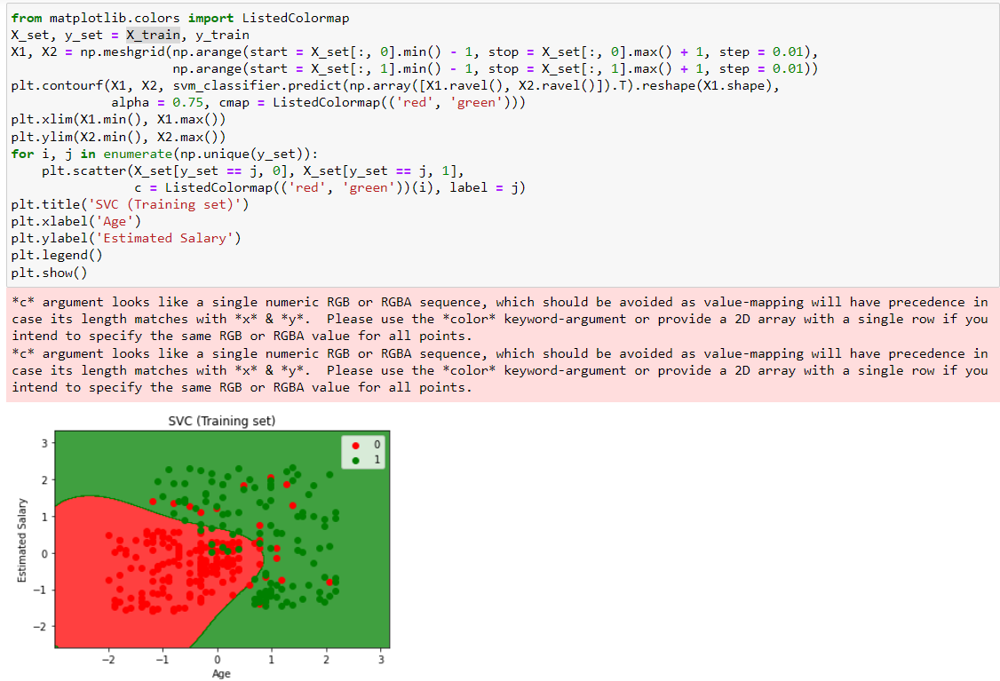 from matplotlib.colors import ListedColormap
X_set, y_set = X_train, y_train
X1, X2 = np.meshgrid(np.arange(start = X_set[:, 0].min() - 1, stop = X_set[:, 0].max() + 1, step = 0.01),
                     np.arange(start = X_set[:, 1].min() - 1, stop = X_set[:, 1].max() + 1, step = 0.01))
plt.contourf(X1, X2, svm_classifier.predict(np.array([X1.ravel(), X2.ravel()]).T).reshape(X1.shape),
             alpha = 0.75, cmap = ListedColormap(('red', 'green')))
plt.xlim(X1.min(), X1.max())
plt.ylim(X2.min(), X2.max())
for i, j in enumerate(np.unique(y_set)):
    plt.scatter(X_set[y_set == j, 0], X_set[y_set == j, 1],
                c = ListedColormap(('red', 'green'))(i), label = j)
plt.title('SVC (Training set)')
plt.xlabel('Age')
plt.ylabel('Estimated Salary')
plt.legend()
plt.show()
*c* argument looks like a single numeric RGB or RGBA sequence, which should be avoided as value-mapping will have precedence in
case its length matches with *x* & *y*.  Please use the *color* keyword-argument or provide a 2D array with a single row if you
intend to specify the same RGB or RGBA value for all points.
*c* argument looks like a single numeric RGB or RGBA sequence, which should be avoided as value-mapping will have precedence in
case its length matches with *x* & *y*.  Please use the *color* keyword-argument or provide a 2D array with a single row if you
intend to specify the same RGB or RGBA value for all points.
SVC (Training set)
0
1
3
2
1
0
−1
−2
Estimated Salary
−2 −1 0 1 2 3
Age